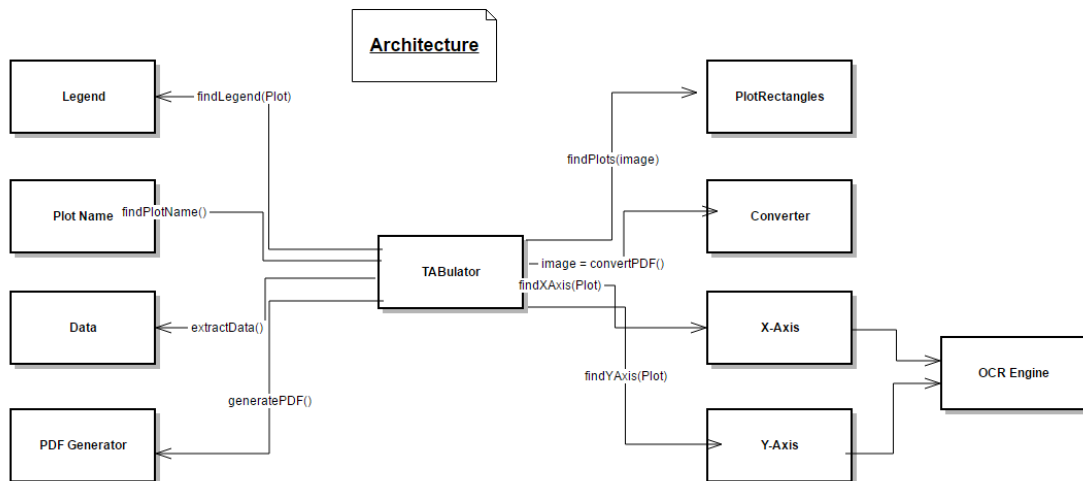 Architecture
Legend
findLegend(Plot)
PlotRectangles
findPlots(image)
Plot Name
findPlotName()
Converter
TABulator
image = convertPDF()
findXAxis(Plot)
Data
extractData()
X-Axis
findYAxis(Plot)
OCR Engine
generatePDF()
PDF Generator
Y-Axis